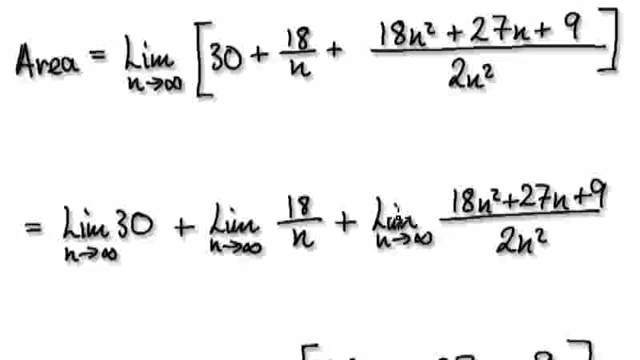 Area = Lim n→∞ [ 30 + 18/n + (18n² + 27n + 9)/2n² ]
= Lim n→∞ 30 + Lim n→∞ 18/n + Lim n→∞ (18n² + 27n + 9)/2n²